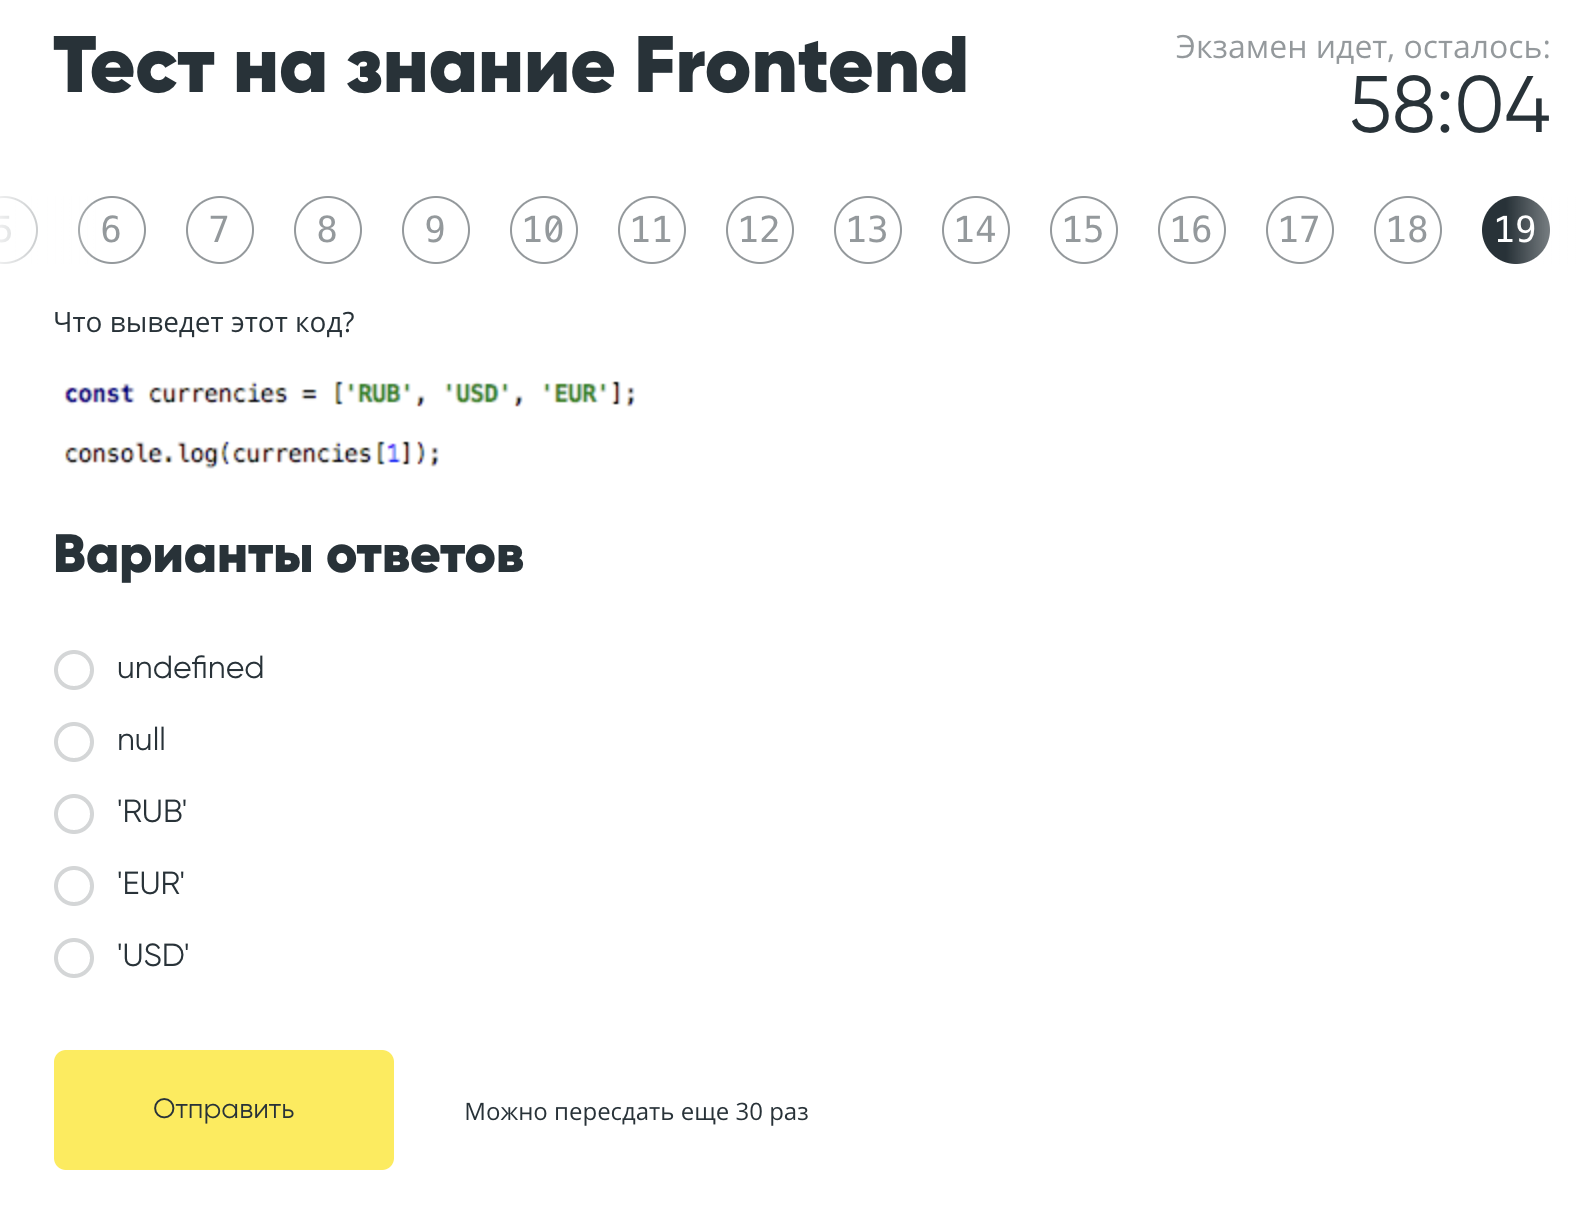 Тест на знание Frontend
Экзамен идет, осталось:
58:04
5 6 7 8 9 10 11 12 13 14 15 16 17 18 19
Что выведет этот код?
const currencies = ['RUB', 'USD', 'EUR'];
console.log(currencies[1]);
Варианты ответов
undefined
null
'RUB'
'EUR'
'USD'
Отправить
Можно пересдать еще 30 раз